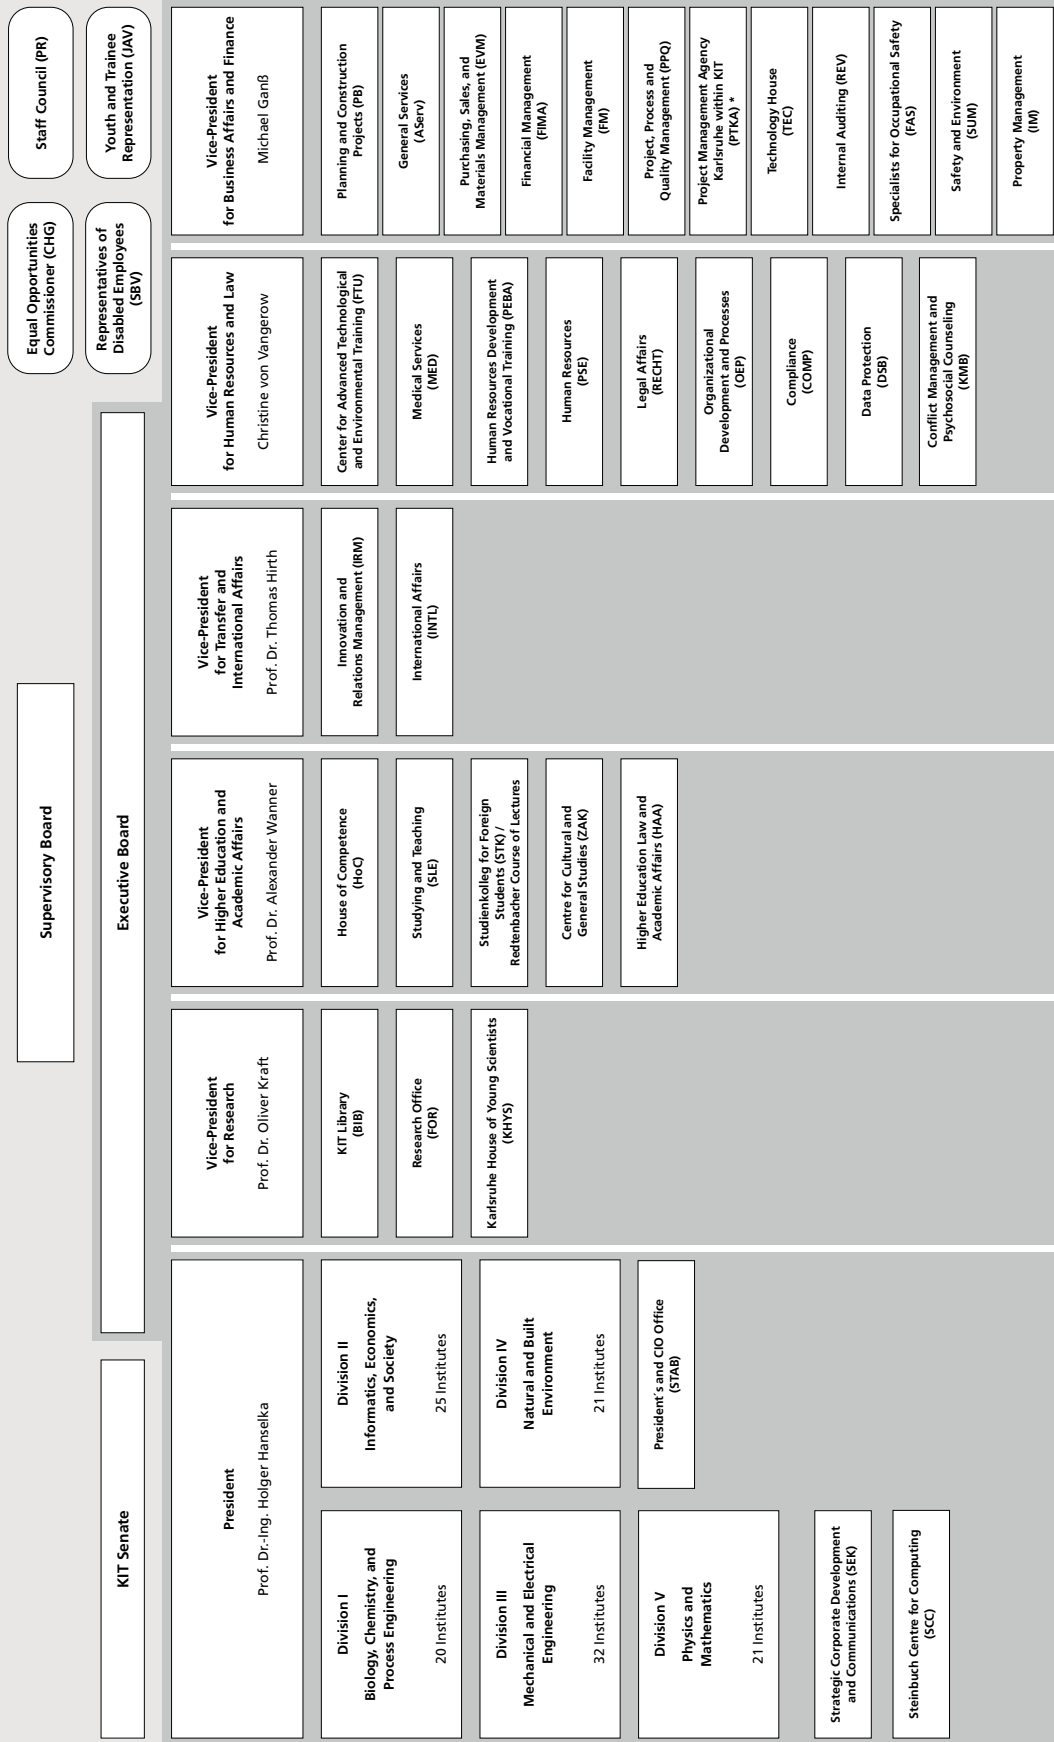 Supervisory Board
Equal Opportunities
Commissioner (CHG)
Staff Council (PR)
KIT Senate
Executive Board
Representatives of
Disabled Employees
(SBV)
Youth and Trainee
Representation (JAV)
President
Prof. Dr.-Ing. Holger Hanselka
Division I
Biology, Chemistry, and
Process Engineering
20 Institutes
Division II
Informatics, Economics,
and Society
25 Institutes
Division III
Mechanical and Electrical
Engineering
32 Institutes
Division IV
Natural and Built
Environment
21 Institutes
Division V
Physics and
Mathematics
21 Institutes
President´s and CIO Office
(STAB)
Strategic Corporate Development
and Communications (SEK)
Steinbuch Centre for Computing
(SCC)
Vice-President
for Research
Prof. Dr. Oliver Kraft
KIT Library
(BIB)
Research Office
(FOR)
Karlsruhe House of Young Scientists
(KHYS)
Vice-President
for Higher Education and
Academic Affairs
Prof. Dr. Alexander Wanner
House of Competence
(HoC)
Studying and Teaching
(SLE)
Studienkolleg for Foreign
Students (STK) /
Redtenbacher Course of Lectures
Centre for Cultural and
General Studies (ZAK)
Higher Education Law and
Academic Affairs (HAA)
Vice-President
for Transfer and
International Affairs
Prof. Dr. Thomas Hirth
Innovation and
Relations Management (IRM)
International Affairs
(INTL)
Vice-President
for Human Resources and Law
Christine von Vangerow
Center for Advanced Technological
and Environmental Training (FTU)
Medical Services
(MED)
Human Resources Development
and Vocational Training (PEBA)
Human Resources
(PSE)
Legal Affairs
(RECHT)
Organizational
Development and Processes
(OEP)
Compliance
(COMP)
Data Protection
(DSB)
Conflict Management and
Psychosocial Counseling
(KMB)
Vice-President
for Business Affairs and Finance
Michael Ganß
Planning and Construction
Projects (PB)
General Services
(AServ)
Purchasing, Sales, and
Materials Management (EVM)
Financial Management
(FIMA)
Facility Management
(FM)
Project, Process and
Quality Management (PPQ)
Project Management Agency
Karlsruhe within KIT
(PTKA) *
Technology House
(TEC)
Internal Auditing (REV)
Specialists for Occupational Safety
(FAS)
Safety and Environment
(SUM)
Property Management
(IM)